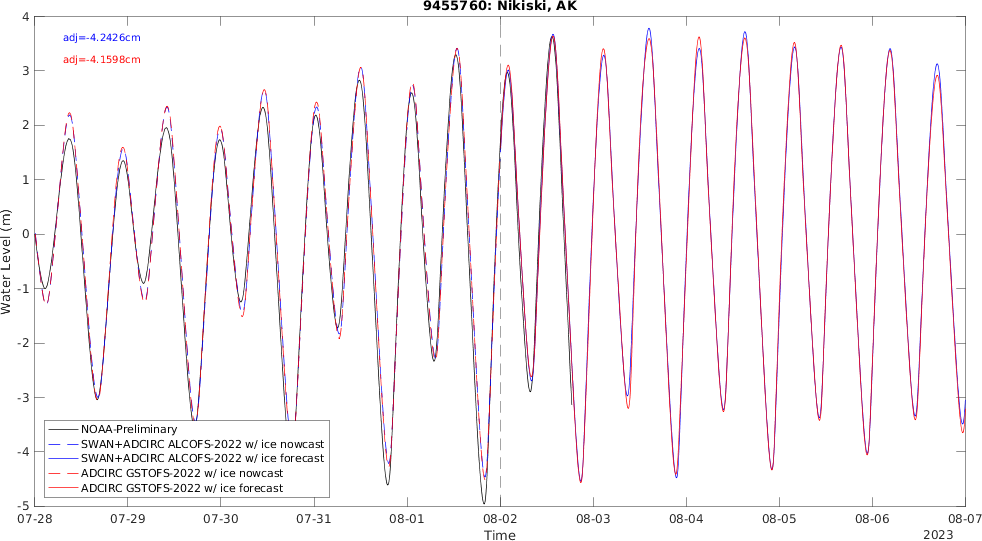 9455760: Nikiski, AK
adj=-4.2426cm
adj=-4.1598cm
4
3
2
1
0
-1
-2
-3
-4
-5
Water Level (m)
NOAA-Preliminary
SWAN+ADCIRC ALCOFS-2022 w/ ice nowcast
SWAN+ADCIRC ALCOFS-2022 w/ ice forecast
ADCIRC GSTOFS-2022 w/ ice nowcast
ADCIRC GSTOFS-2022 w/ ice forecast
07-28 07-29 07-30 07-31 08-01 08-02 08-03 08-04 08-05 08-06 08-07
Time
2023